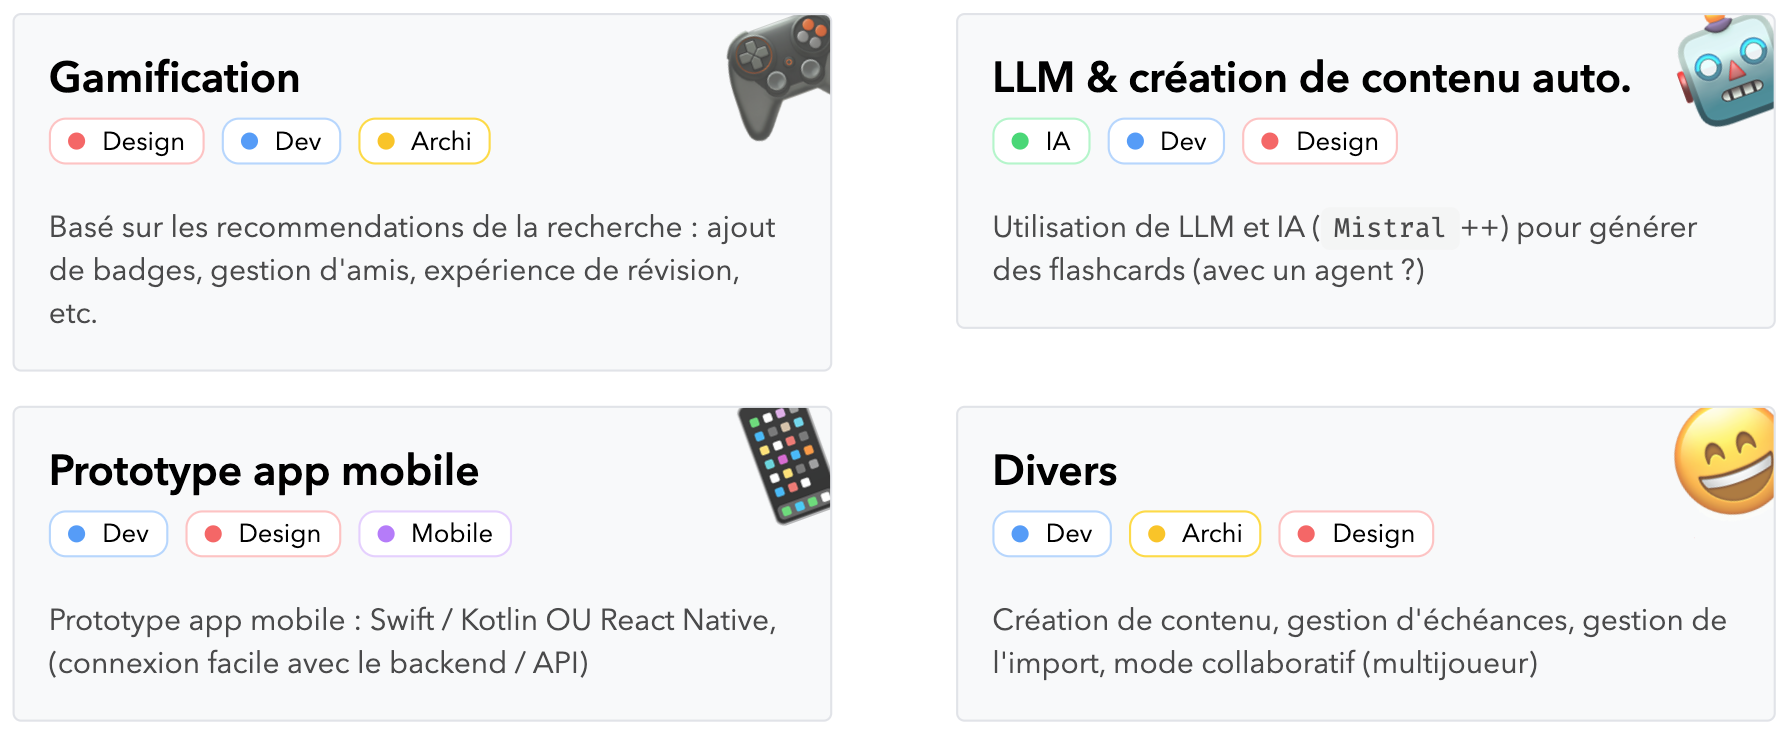 Gamification
Design Dev Archi
Basé sur les recommendations de la recherche : ajout
de badges, gestion d'amis, expérience de révision,
etc.
LLM & création de contenu auto.
IA Dev Design
Utilisation de LLM et IA ( Mistral ++) pour générer
des flashcards (avec un agent ?)
Prototype app mobile
Dev Design Mobile
Prototype app mobile : Swift / Kotlin OU React Native,
(connexion facile avec le backend / API)
Divers
Dev Archi Design
Création de contenu, gestion d'échéances, gestion de
l'import, mode collaboratif (multijoueur)